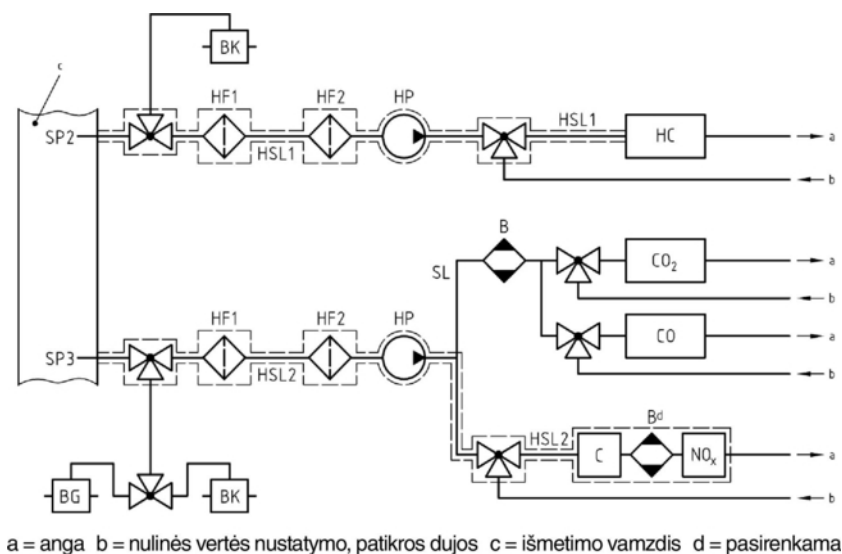 BK
c
HF1 HF2 HP
HSL1
SP2
HC a
HSL1
b
B
SL
CO₂ a
b
HF1 HF2 HP
CO a
SP3
HSL2
b
HSL2 Bᵈ
C NOₓ a
BG BK
b
a = anga b = nulinės vertės nustatymo, patikros dujos c = išmetimo vamzdis d = pasirenkama